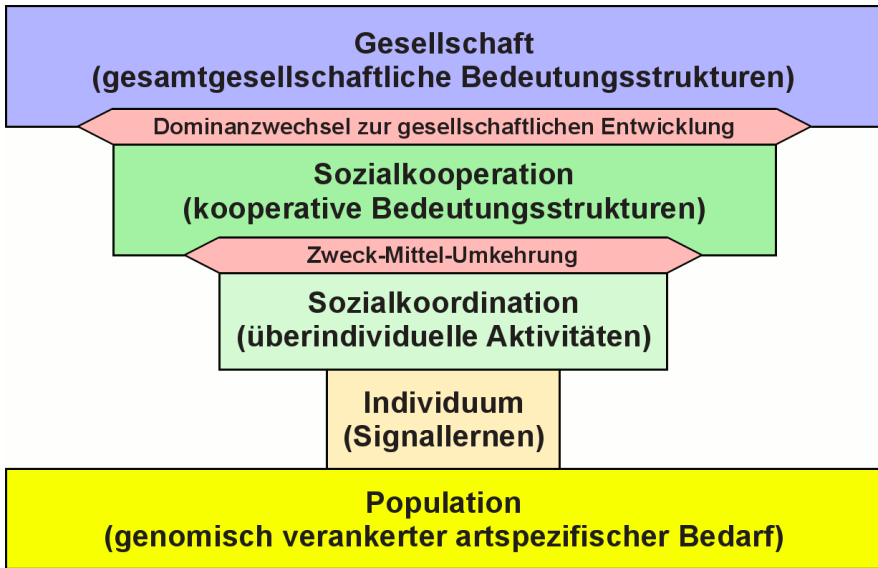 Gesellschaft
(gesamtgesellschaftliche Bedeutungsstrukturen)
Dominanzwechsel zur gesellschaftlichen Entwicklung
Sozialkooperation
(kooperative Bedeutungsstrukturen)
Zweck-Mittel-Umkehrung
Sozialkoordination
(überindividuelle Aktivitäten)
Individuum
(Signallernen)
Population
(genomisch verankerter artspezifischer Bedarf)